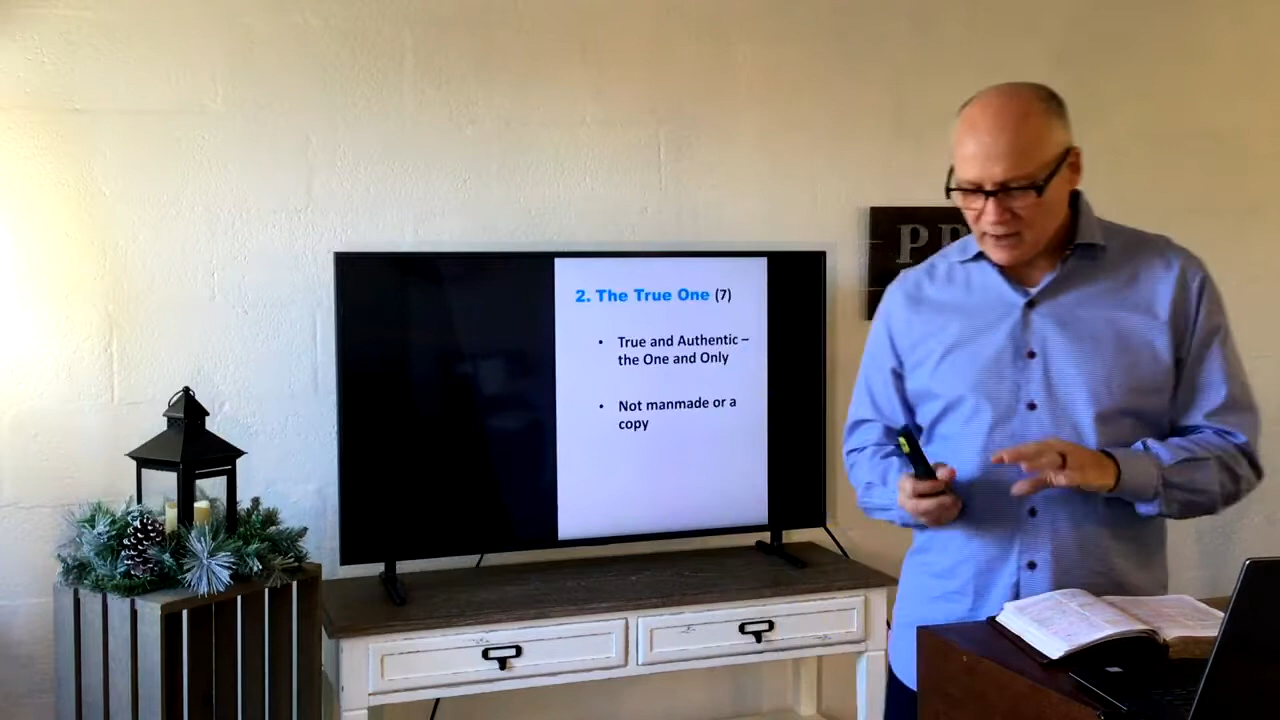 2. The True One (7)
• True and Authentic –
the One and Only
• Not manmade or a
copy